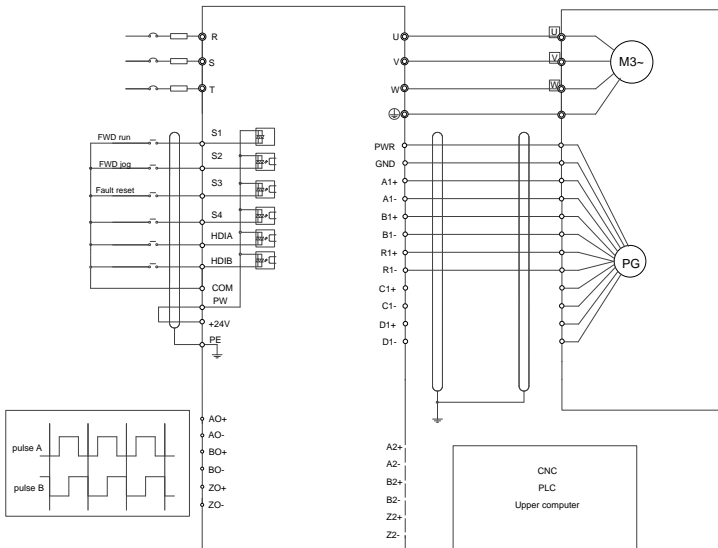 R
S
T
U
V
W
U
V
W
M3~
FWD run
S1
FWD jog
S2
Fault reset
S3
S4
HDIA
HDIB
COM
PW
+24V
PE
PWR
GND
A1+
A1-
B1+
B1-
R1+
R1-
C1+
C1-
D1+
D1-
PG
pulse A
pulse B
AO+
AO-
BO+
BO-
ZO+
ZO-
A2+
A2-
B2+
B2-
Z2+
Z2-
CNC
PLC
Upper computer